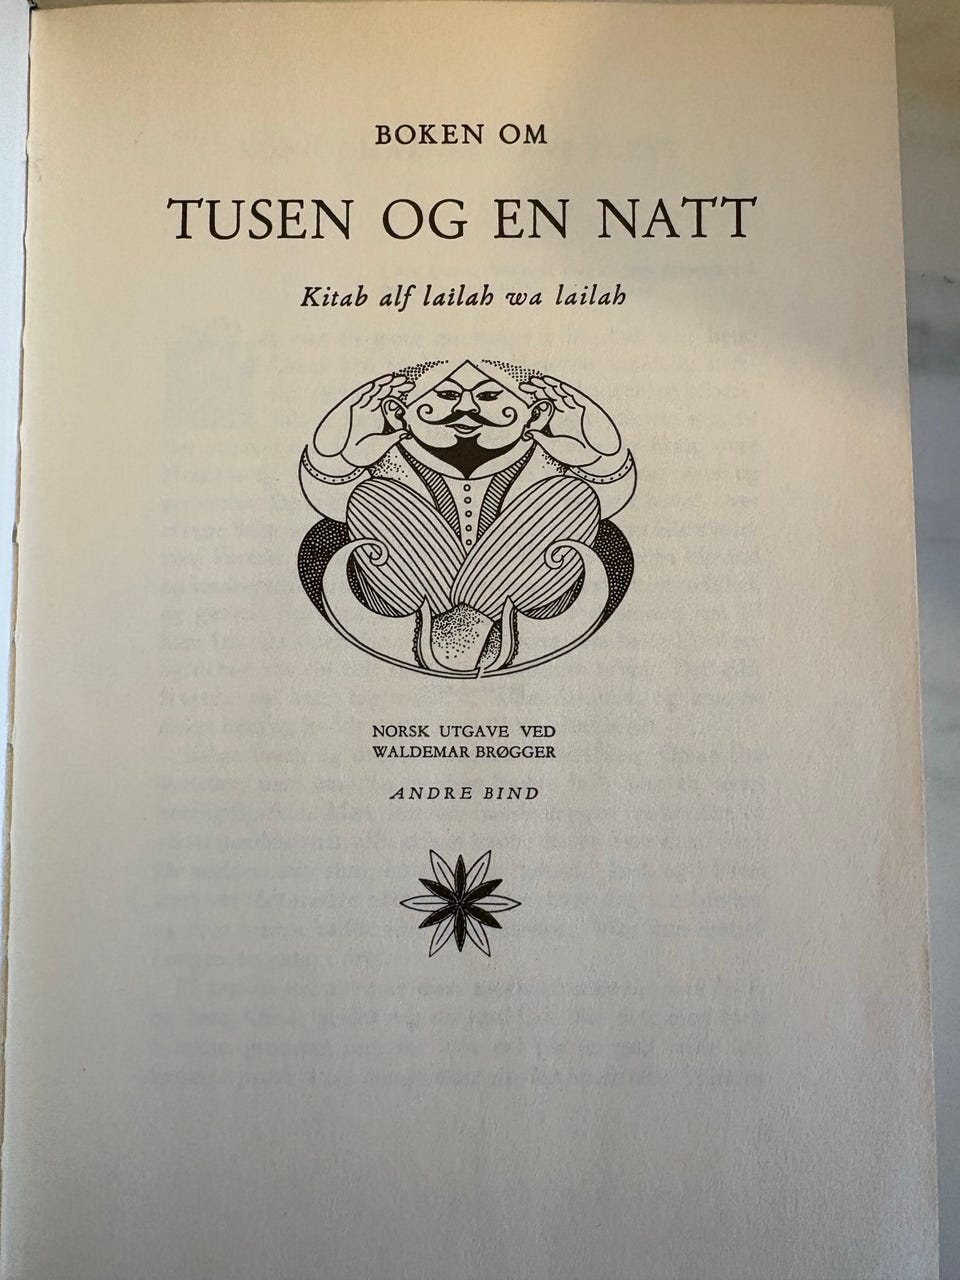 BOKEN OM
TUSEN OG EN NATT
Kitab alf lailah wa lailah
NORSK UTGAVE VED
WALDEMAR BRØGGER
ANDRE BIND